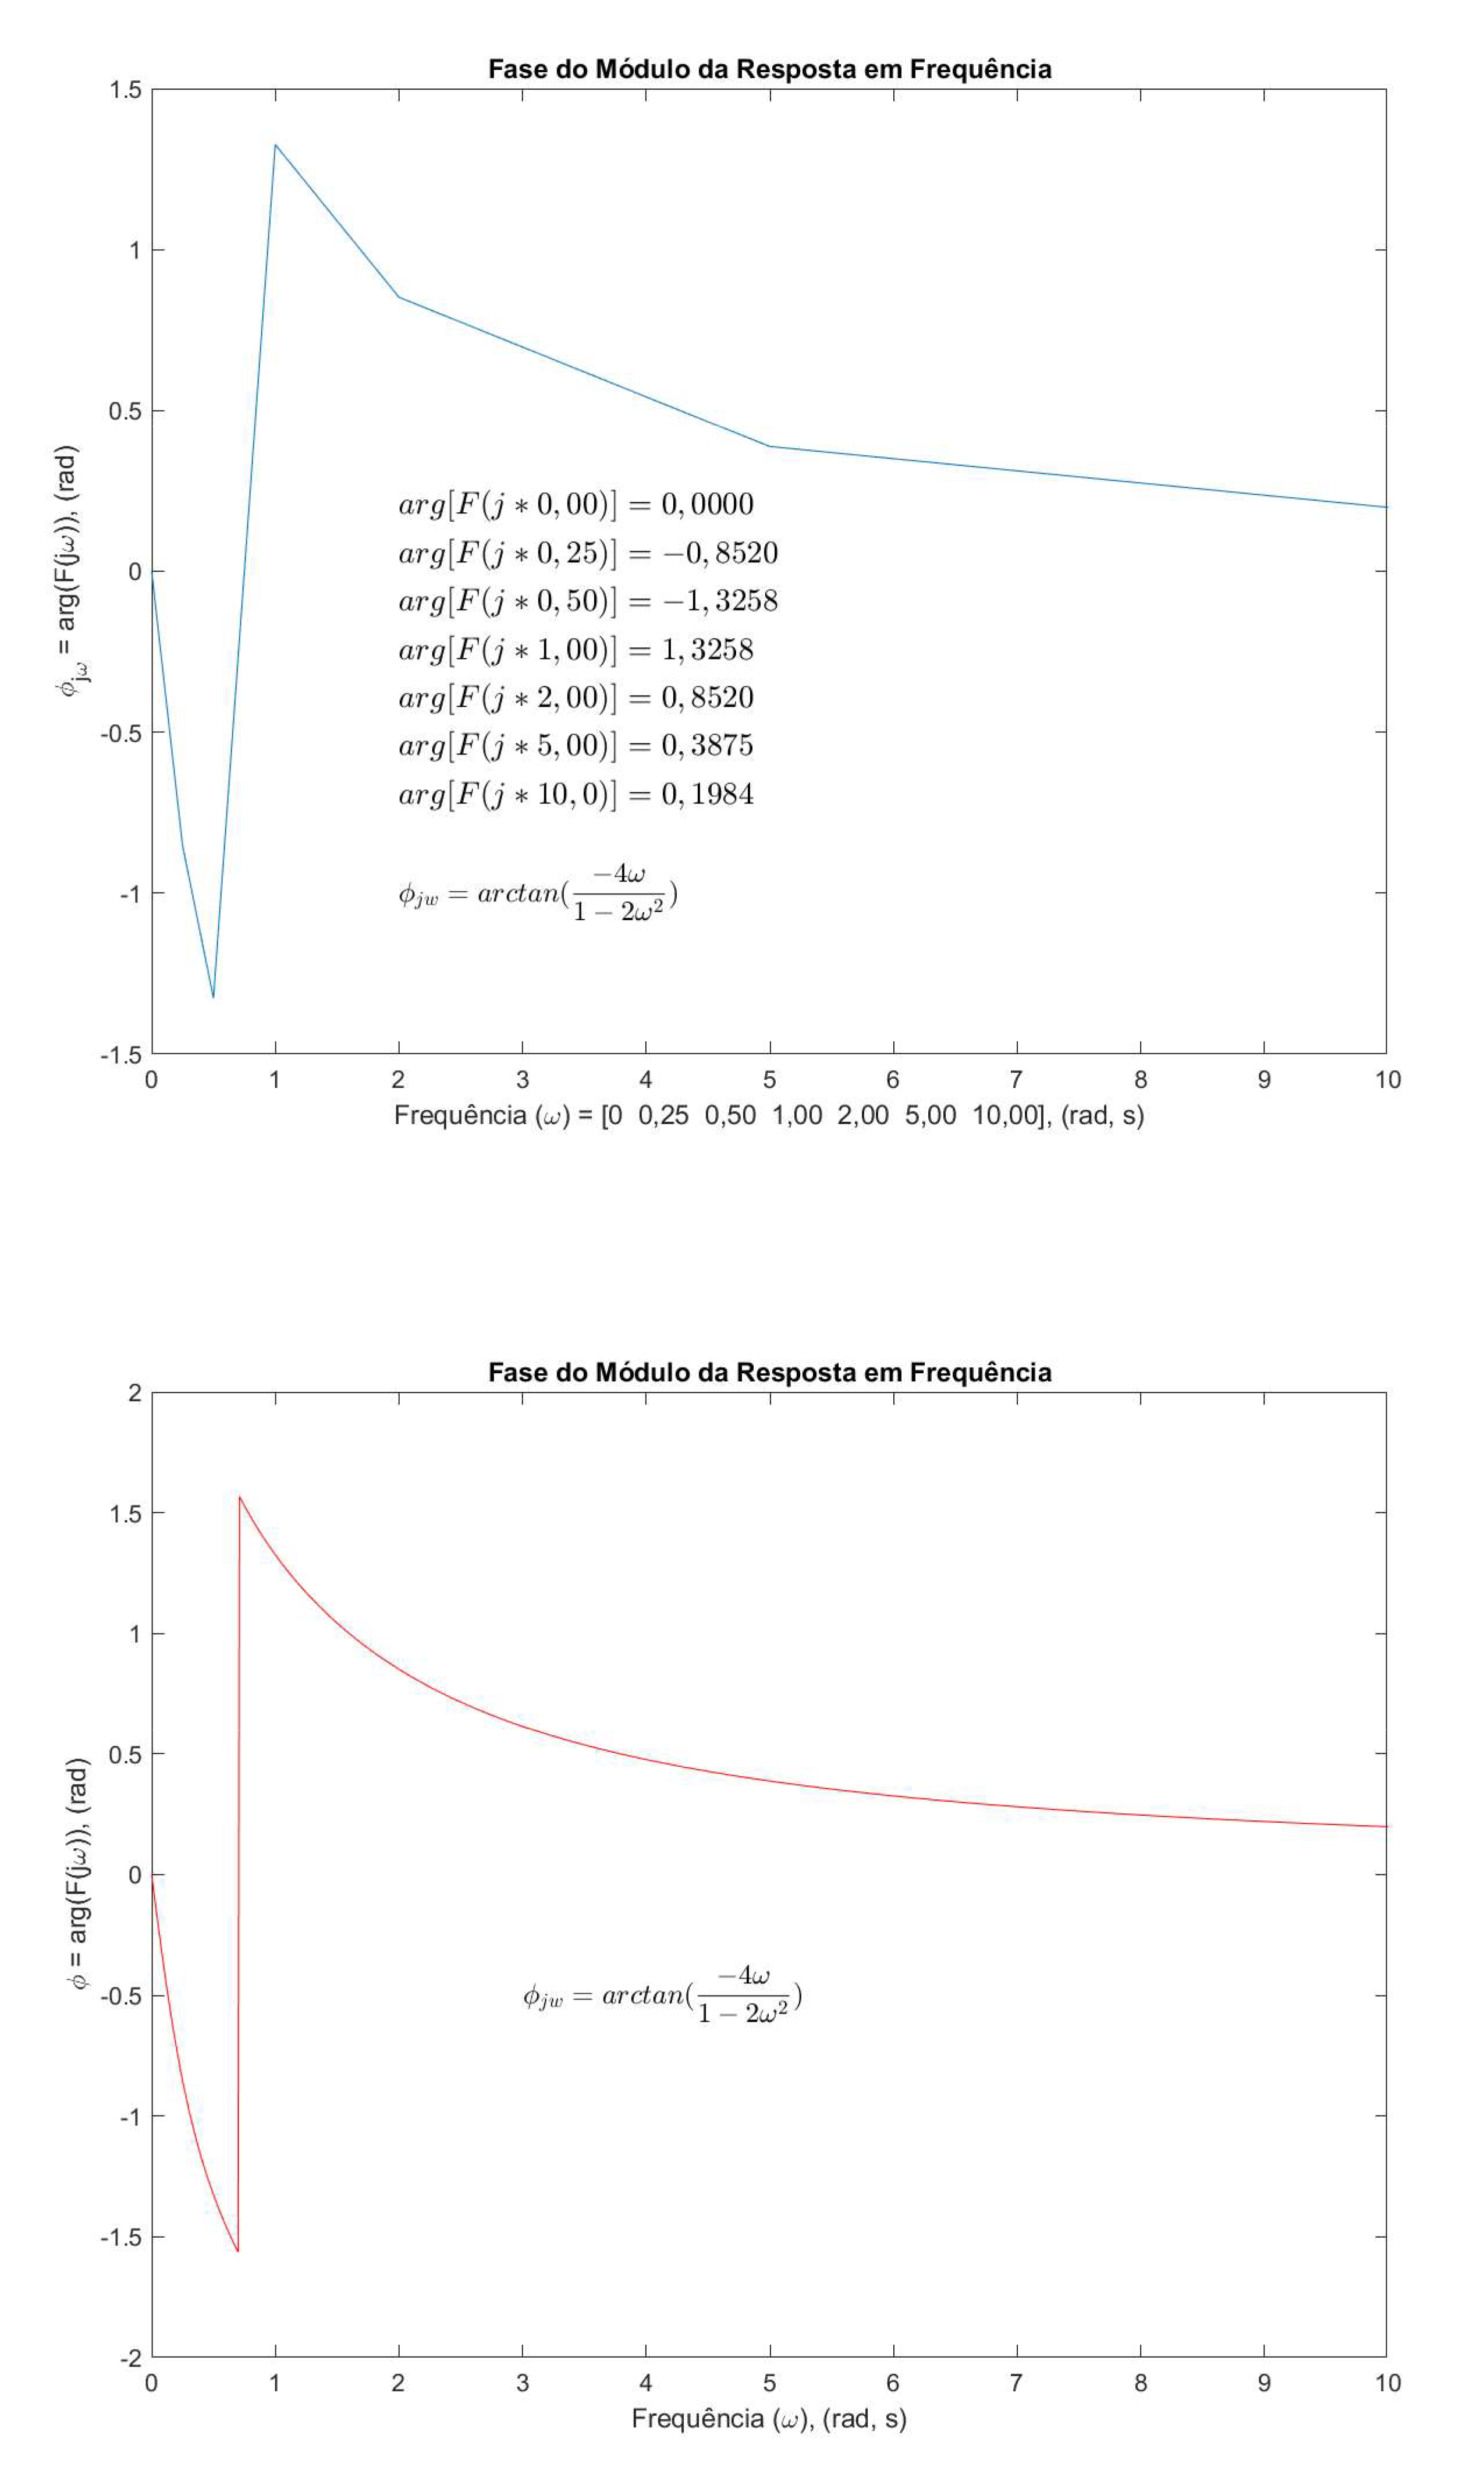 Fase do Módulo da Resposta em Frequência
1.5
1
0.5
0
-0.5
-1
-1.5
ϕ_jω = arg(F(jω)), (rad)
arg[F(j ∗ 0,00)] = 0,0000
arg[F(j ∗ 0,25)] = −0,8520
arg[F(j ∗ 0,50)] = −1,3258
arg[F(j ∗ 1,00)] = 1,3258
arg[F(j ∗ 2,00)] = 0,8520
arg[F(j ∗ 5,00)] = 0,3875
arg[F(j ∗ 10,0)] = 0,1984
ϕ_jw = arctan(−4ω / 1 − 2ω²)
0 1 2 3 4 5 6 7 8 9 10
Frequência (ω) = [0 0,25 0,50 1,00 2,00 5,00 10,00], (rad, s)
Fase do Módulo da Resposta em Frequência
2
1.5
1
0.5
0
-0.5
-1
-1.5
-2
ϕ = arg(F(jω)), (rad)
ϕ_jw = arctan(−4ω / 1 − 2ω²)
0 1 2 3 4 5 6 7 8 9 10
Frequência (ω), (rad, s)